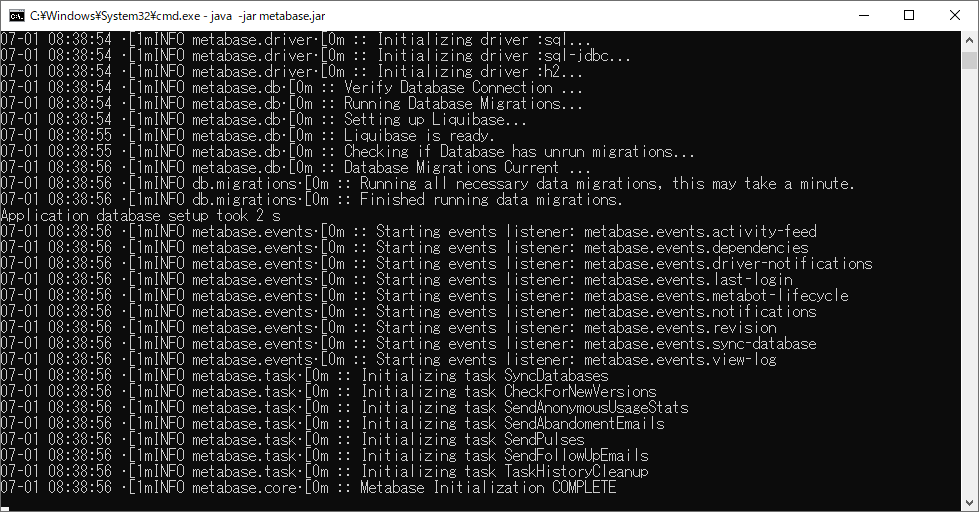 C:¥Windows¥System32¥cmd.exe - java  -jar metabase.jar
07-01 08:38:54 ·[1mINFO metabase.driver·[0m :: Initializing driver :sql...
07-01 08:38:54 ·[1mINFO metabase.driver·[0m :: Initializing driver :sql-jdbc...
07-01 08:38:54 ·[1mINFO metabase.driver·[0m :: Initializing driver :h2...
07-01 08:38:54 ·[1mINFO metabase.db·[0m :: Verify Database Connection ...
07-01 08:38:54 ·[1mINFO metabase.db·[0m :: Running Database Migrations...
07-01 08:38:54 ·[1mINFO metabase.db·[0m :: Setting up Liquibase...
07-01 08:38:55 ·[1mINFO metabase.db·[0m :: Liquibase is ready.
07-01 08:38:55 ·[1mINFO metabase.db·[0m :: Checking if Database has unrun migrations...
07-01 08:38:56 ·[1mINFO metabase.db·[0m :: Database Migrations Current ...
07-01 08:38:56 ·[1mINFO db.migrations·[0m :: Running all necessary data migrations, this may take a minute.
07-01 08:38:56 ·[1mINFO db.migrations·[0m :: Finished running data migrations.
Application database setup took 2 s
07-01 08:38:56 ·[1mINFO metabase.events·[0m :: Starting events listener: metabase.events.activity-feed
07-01 08:38:56 ·[1mINFO metabase.events·[0m :: Starting events listener: metabase.events.dependencies
07-01 08:38:56 ·[1mINFO metabase.events·[0m :: Starting events listener: metabase.events.driver-notifications
07-01 08:38:56 ·[1mINFO metabase.events·[0m :: Starting events listener: metabase.events.last-login
07-01 08:38:56 ·[1mINFO metabase.events·[0m :: Starting events listener: metabase.events.metabot-lifecycle
07-01 08:38:56 ·[1mINFO metabase.events·[0m :: Starting events listener: metabase.events.notifications
07-01 08:38:56 ·[1mINFO metabase.events·[0m :: Starting events listener: metabase.events.revision
07-01 08:38:56 ·[1mINFO metabase.events·[0m :: Starting events listener: metabase.events.sync-database
07-01 08:38:56 ·[1mINFO metabase.events·[0m :: Starting events listener: metabase.events.view-log
07-01 08:38:56 ·[1mINFO metabase.task·[0m :: Initializing task SyncDatabases
07-01 08:38:56 ·[1mINFO metabase.task·[0m :: Initializing task CheckForNewVersions
07-01 08:38:56 ·[1mINFO metabase.task·[0m :: Initializing task SendAnonymousUsageStats
07-01 08:38:56 ·[1mINFO metabase.task·[0m :: Initializing task SendAbandomentEmails
07-01 08:38:56 ·[1mINFO metabase.task·[0m :: Initializing task SendPulses
07-01 08:38:56 ·[1mINFO metabase.task·[0m :: Initializing task SendFollowUpEmails
07-01 08:38:56 ·[1mINFO metabase.task·[0m :: Initializing task TaskHistoryCleanup
07-01 08:38:56 ·[1mINFO metabase.core·[0m :: Metabase Initialization COMPLETE